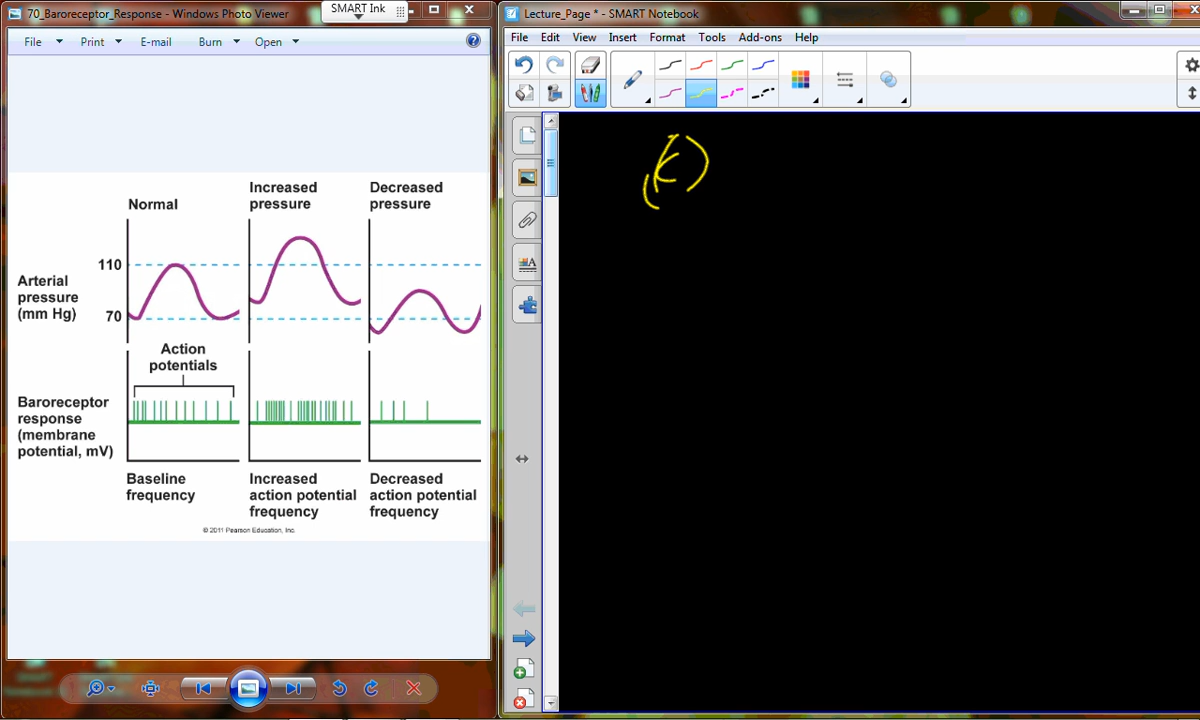 70_Baroreceptor_Response - Windows Photo Viewer
SMART Ink
File Print E-mail Burn Open
Normal
Increased
pressure
Decreased
pressure
Arterial
pressure
(mm Hg)
110
70
Action
potentials
Baroreceptor
response
(membrane
potential, mV)
Baseline
frequency
Increased
action potential
frequency
Decreased
action potential
frequency
© 2011 Pearson Education, Inc.
Lecture_Page * - SMART Notebook
File Edit View Insert Format Tools Add-ons Help